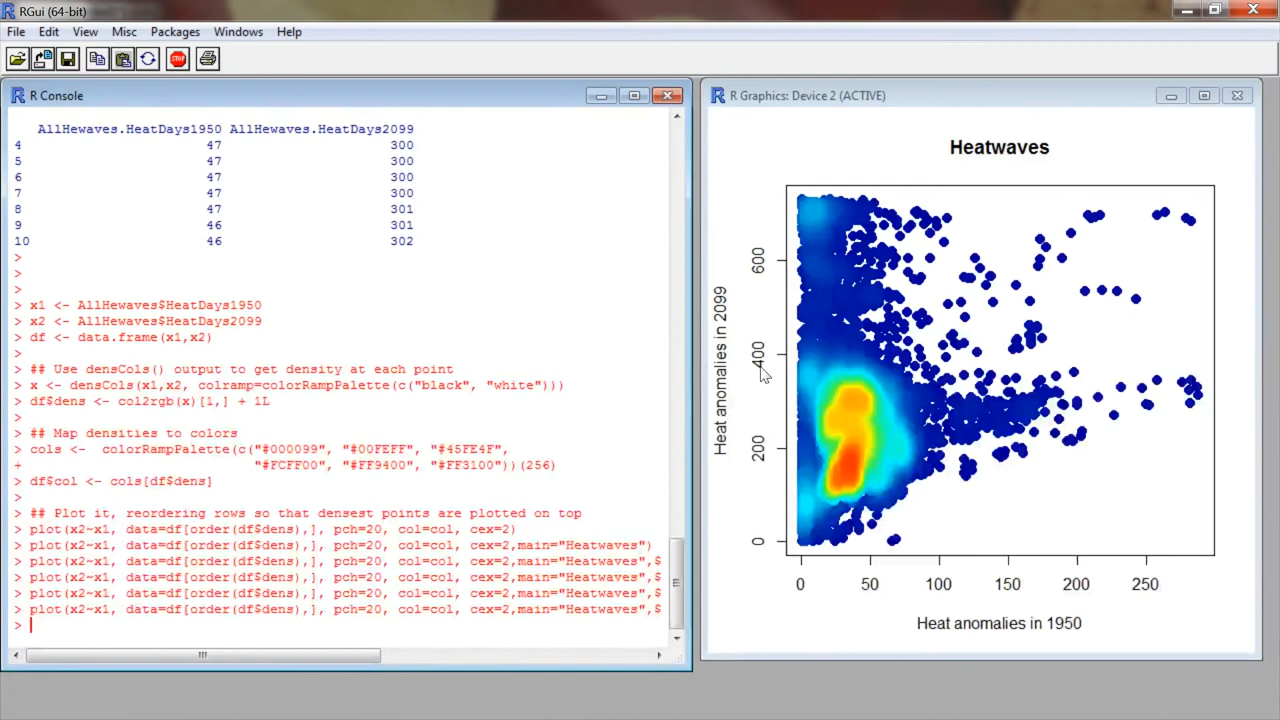 RGui (64-bit)
File Edit View Misc Packages Windows Help
STOP
R Console
AllHewaves.HeatDays1950 AllHewaves.HeatDays2099
4 47 300
5 47 300
6 47 300
7 47 300
8 47 301
9 46 301
10 46 302
>
>
>
> x1 <- AllHewaves$HeatDays1950
> x2 <- AllHewaves$HeatDays2099
> df <- data.frame(x1,x2)
>
> ## Use densCols() output to get density at each point
> x <- densCols(x1,x2, colramp=colorRampPalette(c("black", "white")))
> df$dens <- col2rgb(x)[1,] + 1L
>
> ## Map densities to colors
> cols <-  colorRampPalette(c("#000099", "#00FEFF", "#45FE4F",
+                             "#FCFF00", "#FF9400", "#FF3100"))(256)
> df$col <- cols[df$dens]
>
> ## Plot it, reordering rows so that densest points are plotted on top
> plot(x2~x1, data=df[order(df$dens),], pch=20, col=col, cex=2)
> plot(x2~x1, data=df[order(df$dens),], pch=20, col=col, cex=2,main="Heatwaves")
> plot(x2~x1, data=df[order(df$dens),], pch=20, col=col, cex=2,main="Heatwaves",$
> plot(x2~x1, data=df[order(df$dens),], pch=20, col=col, cex=2,main="Heatwaves",$
> plot(x2~x1, data=df[order(df$dens),], pch=20, col=col, cex=2,main="Heatwaves",$
> plot(x2~x1, data=df[order(df$dens),], pch=20, col=col, cex=2,main="Heatwaves",$
>
R Graphics: Device 2 (ACTIVE)
Heatwaves
Heat anomalies in 2099
600
400
200
0
0 50 100 150 200 250
Heat anomalies in 1950